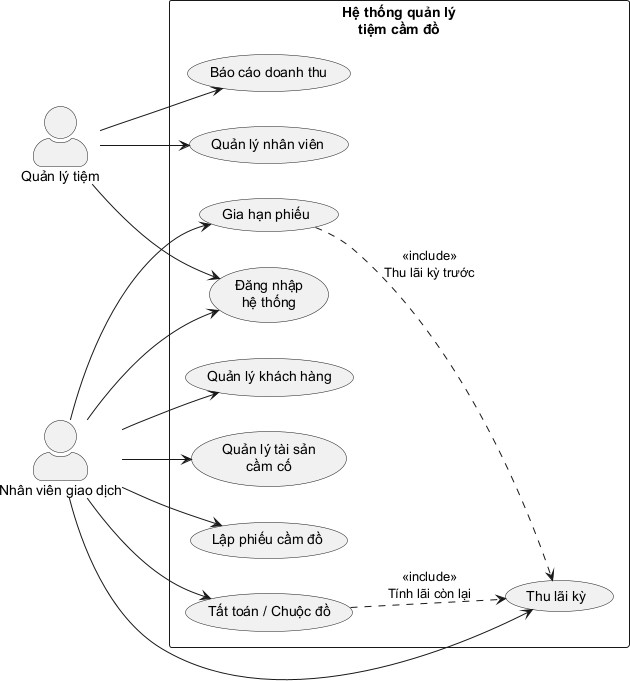 Hệ thống quản lý
tiệm cầm đồ
Báo cáo doanh thu
Quản lý nhân viên
Quản lý tiệm
Gia hạn phiếu
«include»
Thu lãi kỳ trước
Đăng nhập
hệ thống
Quản lý khách hàng
Quản lý tài sản
cầm cố
Nhân viên giao dịch
Lập phiếu cầm đồ
«include»
Tính lãi còn lại
Tất toán / Chuộc đồ
Thu lãi kỳ